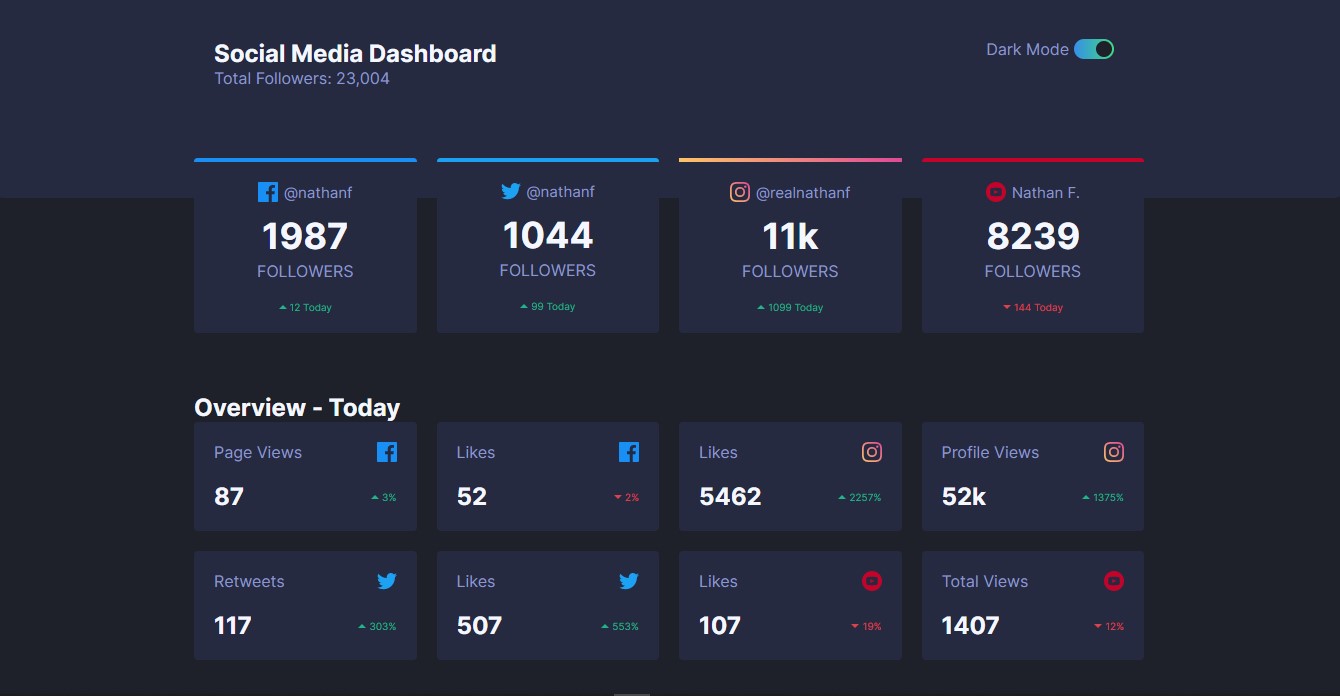 Social Media Dashboard
Total Followers: 23,004
Dark Mode
@nathanf
1987
FOLLOWERS
12 Today
@nathanf
1044
FOLLOWERS
99 Today
@realnathanf
11k
FOLLOWERS
1099 Today
Nathan F.
8239
FOLLOWERS
144 Today
Overview - Today
Page Views
87
3%
Likes
52
2%
Likes
5462
2257%
Profile Views
52k
1375%
Retweets
117
303%
Likes
507
553%
Likes
107
19%
Total Views
1407
12%